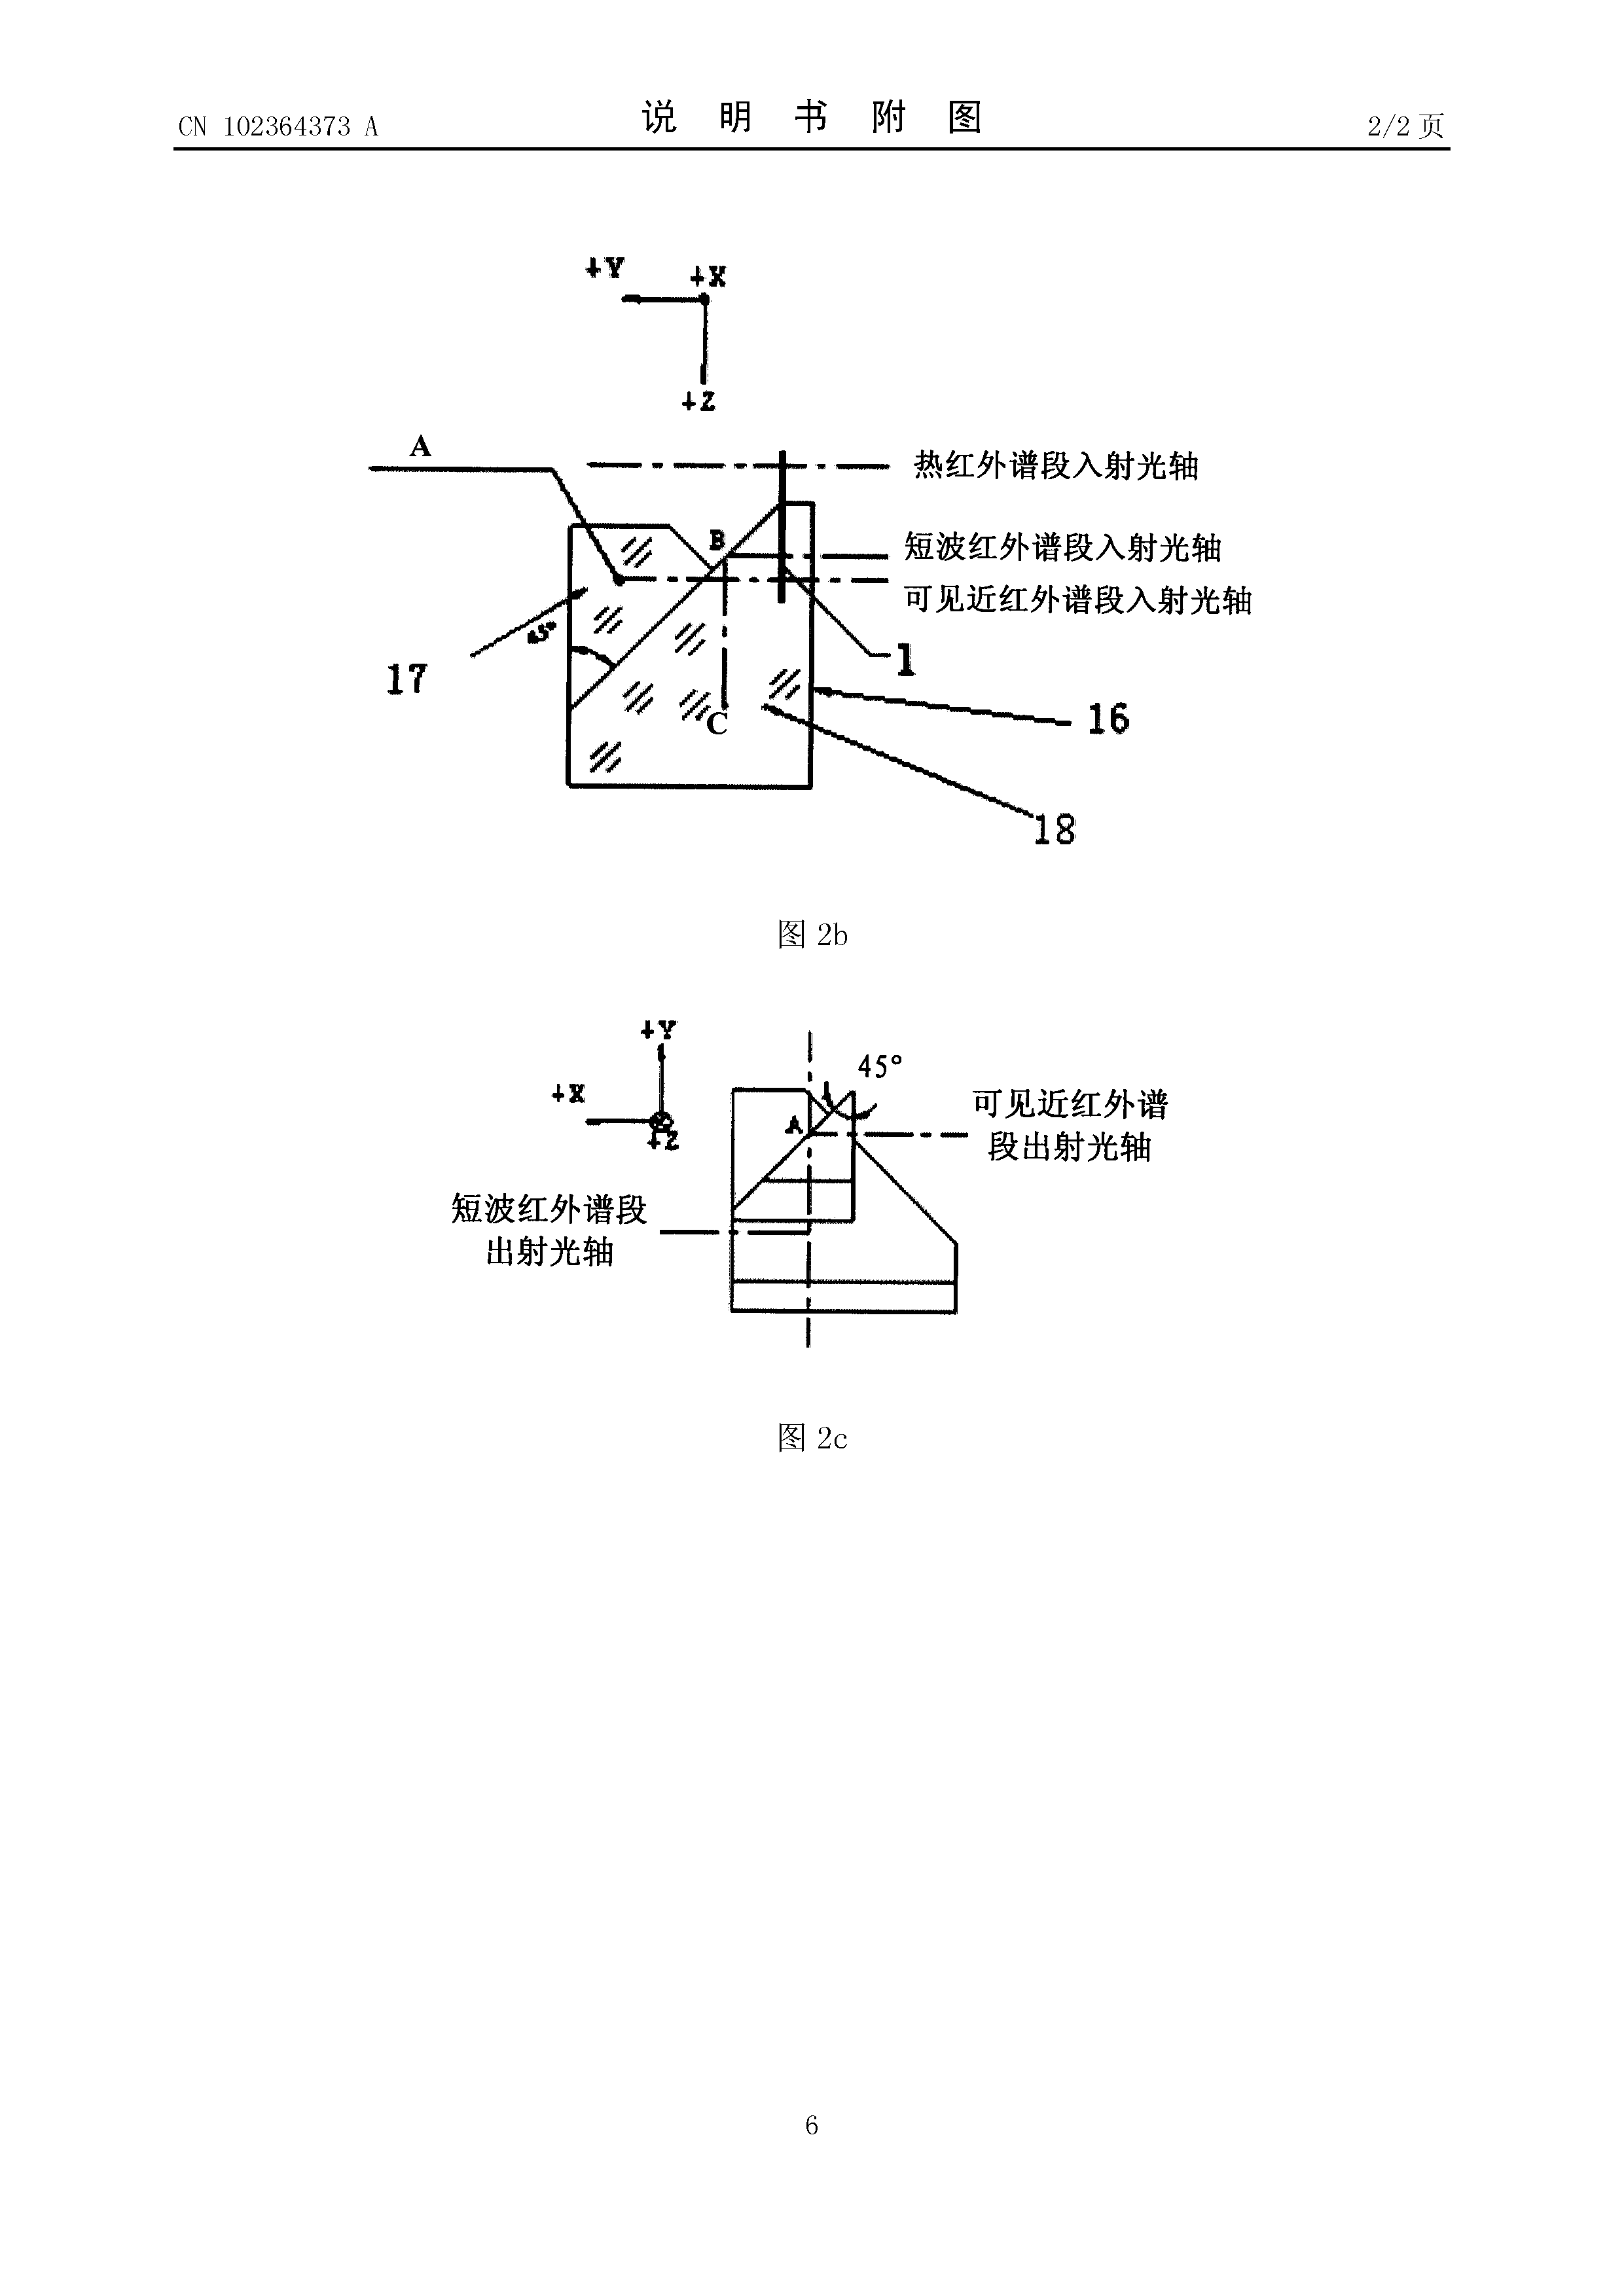 CN 102364373 A
说明书附图
2/2 页
+Y
+X
+Z
A
热红外谱段入射光轴
B
短波红外谱段入射光轴
可见近红外谱段入射光轴
45°
17
1
C
16
18
图 2b
+Y
45°
+X
可见近红外谱
A
段出射光轴
+Z
短波红外谱段
出射光轴
图 2c
6